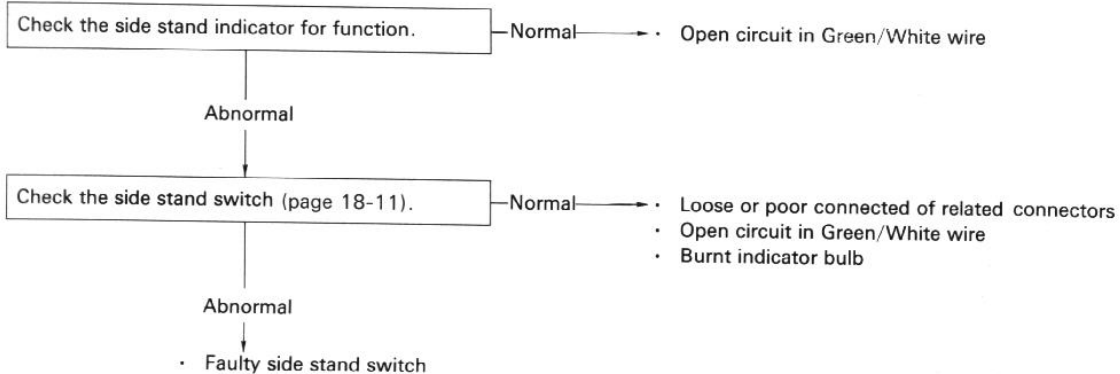 Check the side stand indicator for function.
Normal
· Open circuit in Green/White wire
Abnormal
Check the side stand switch (page 18-11).
Normal
· Loose or poor connected of related connectors
· Open circuit in Green/White wire
· Burnt indicator bulb
Abnormal
· Faulty side stand switch